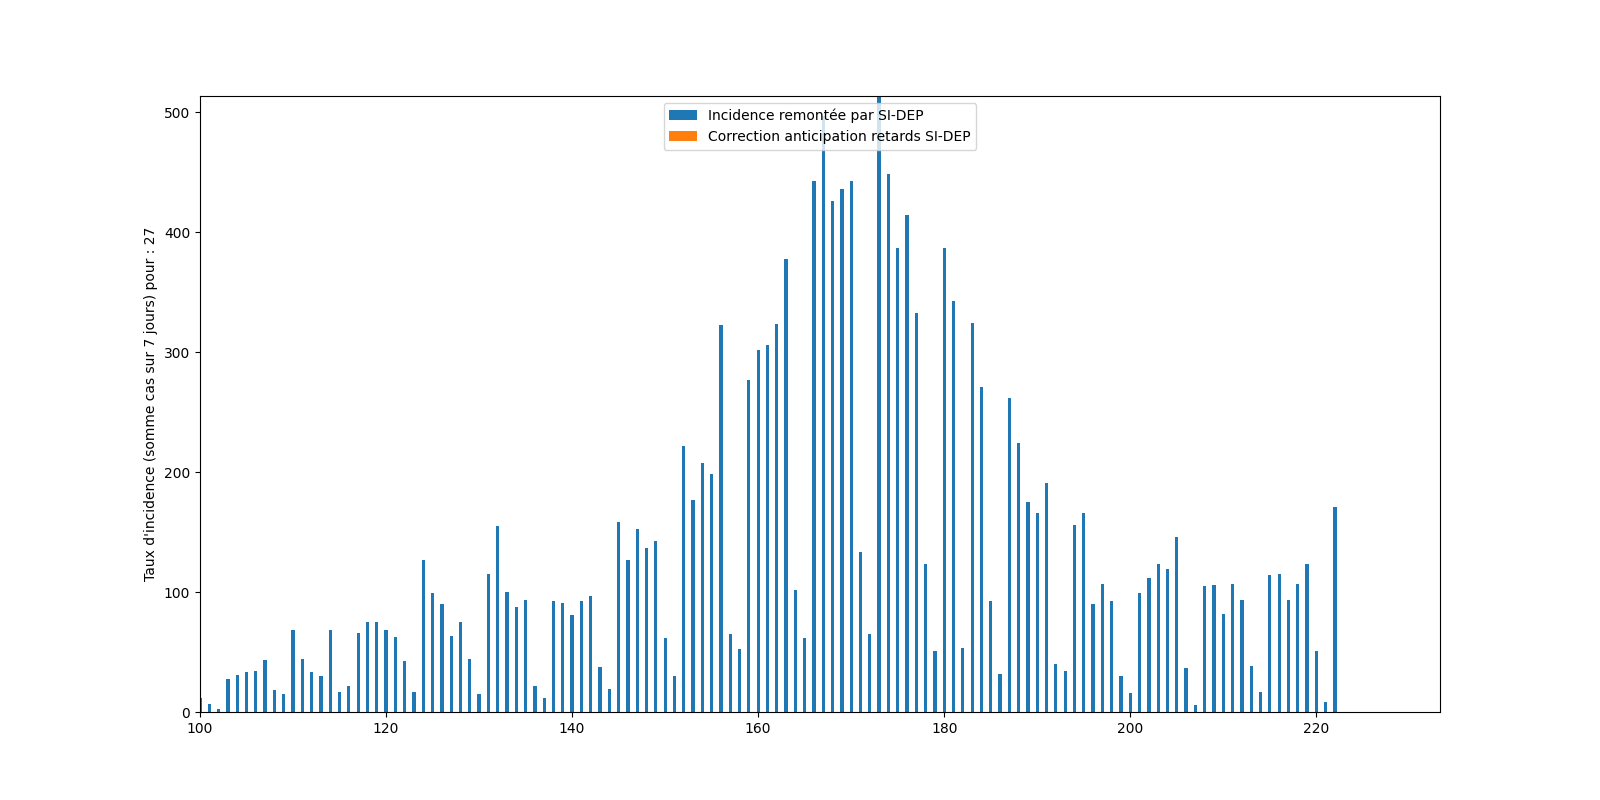 Incidence remontée par SI-DEP
Correction anticipation retards SI-DEP
Taux d'incidence (somme cas sur 7 jours) pour : 27
500
400
300
200
100
0
100 120 140 160 180 200 220